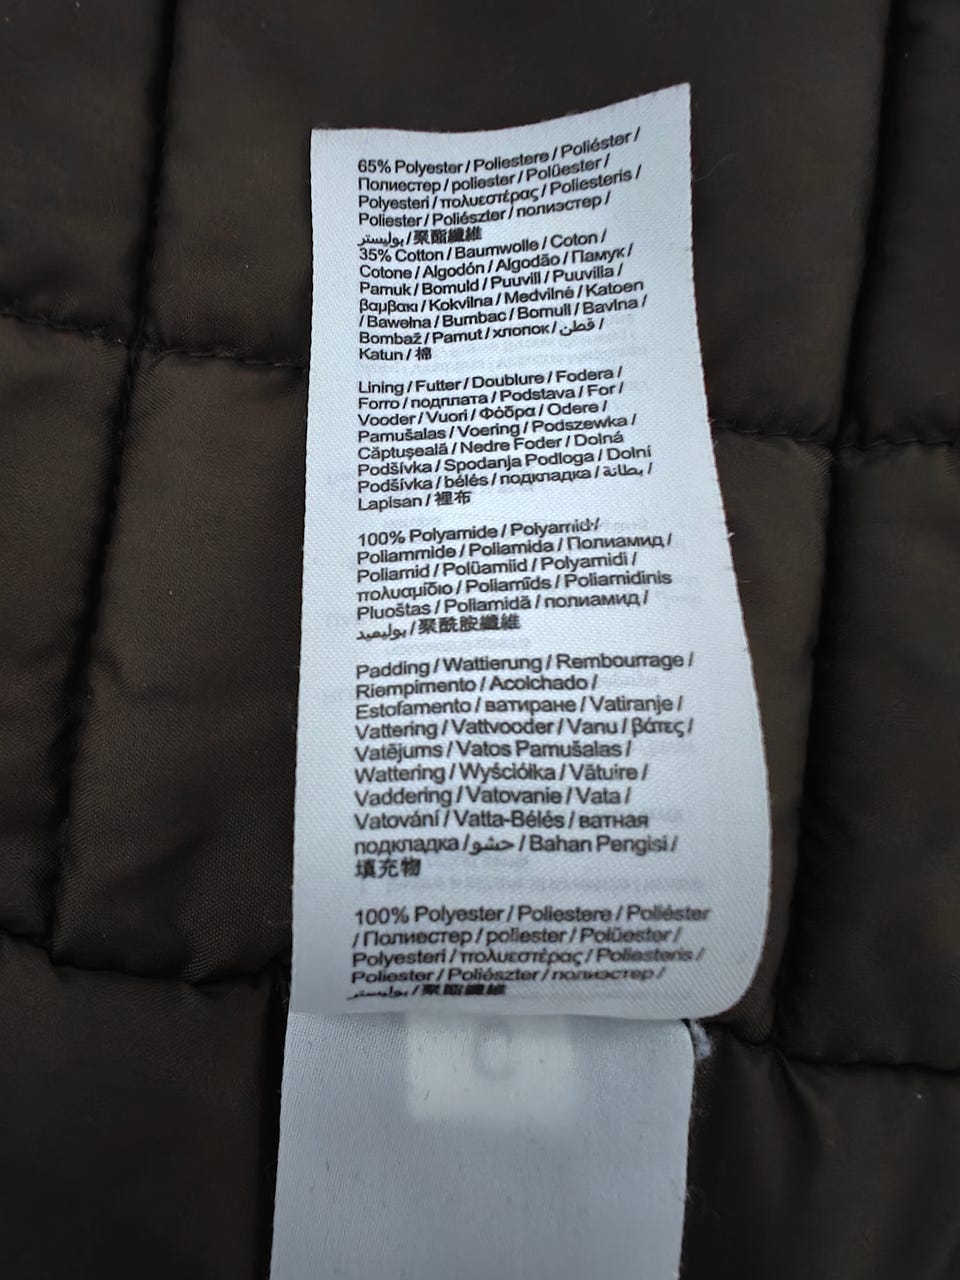 65% Polyester / Poliestere / Poliéster /
Полиестер / poliester / Polüester /
Polyesteri / πολυεστέρας / Poliesteris /
Poliester / Poliészter / полиэстер /
بوليستر / 聚酯纖維
35% Cotton / Baumwolle / Coton /
Cotone / Algodón / Algodão / Памук /
Pamuk / Bomuld / Puuvill / Puuvilla /
βαμβακι / Kokvilna / Medvilnė / Katoen
/ Bawełna / Bumbac / Bomull / Bavlna /
Bombaž / Pamut / хлопок / قطن /
Katun / 棉
Lining / Futter / Doublure / Fodera /
Forro / подплата / Podstava / For /
Vooder / Vuori / Φόδρα / Odere /
Pamušalas / Voering / Podszewka /
Căptușeală / Nedre Foder / Dolná
Podšívka / Spodanja Podloga / Dolní
Podšívka / bélés / подкладка / بطانة /
Lapisan / 裡布
100% Polyamide / Polyamid /
Poliammide / Poliamida / Полиамид /
Poliamid / Polüamiid / Polyamidi /
πολυαμίδιο / Poliamīds / Poliamidinis
Pluoštas / Poliamidă / полиамид /
بوليميد / 聚酰胺纖維
Padding / Wattierung / Rembourrage /
Riempimento / Acolchado /
Estofamento / ватиране / Vatiranje /
Vattering / Vattvooder / Vanu / βάτες /
Vatējums / Vatos Pamušalas /
Wattering / Wyściółka / Vătuire /
Vaddering / Vatovanie / Vata /
Vatování / Vatta-Bélés / ватная
подкладка / حشو / Bahan Pengisi /
填充物
100% Polyester / Poliestere / Poliéster
/ Полиестер / poliester / Polüester /
Polyesteri / πολυεστέρας / Poliesteris /
Poliester / Poliészter / полиэстер /
بوليستر / 聚酯纖維